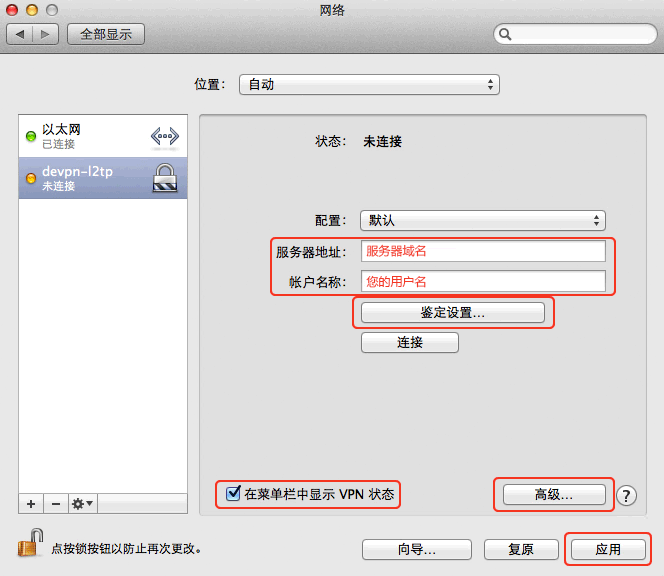 网络
全部显示
位置： 自动
以太网
已连接
devpn-l2tp
未连接
状态： 未连接
配置： 默认
服务器地址： 服务器域名
帐户名称： 您的用户名
鉴定设置...
连接
在菜单栏中显示 VPN 状态
高级... ?
点按锁按钮以防止再次更改。
向导... 复原 应用